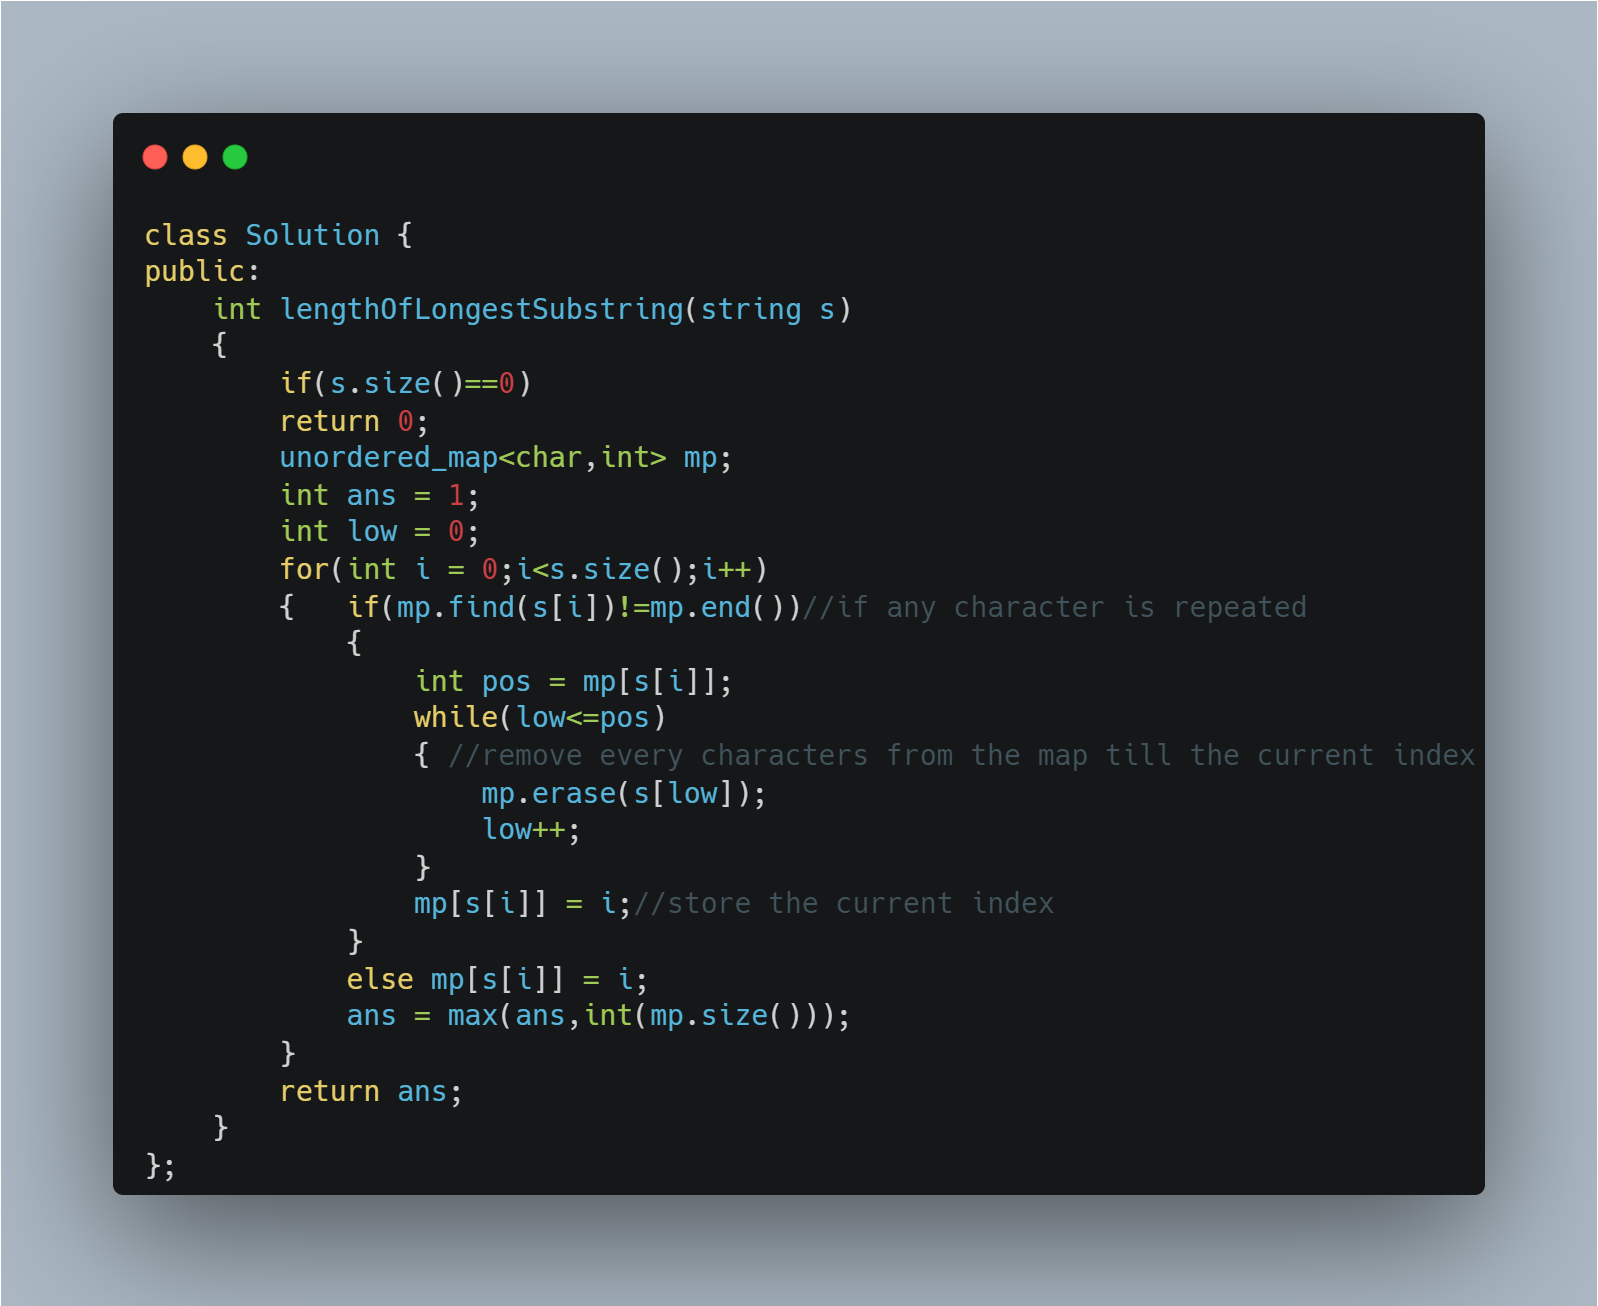 class Solution {
public:
    int lengthOfLongestSubstring(string s)
    {
        if(s.size()==0)
        return 0;
        unordered_map<char,int> mp;
        int ans = 1;
        int low = 0;
        for(int i = 0;i<s.size();i++)
        {   if(mp.find(s[i])!=mp.end())//if any character is repeated
            {
                int pos = mp[s[i]];
                while(low<=pos)
                { //remove every characters from the map till the current index
                    mp.erase(s[low]);
                    low++;
                }
                mp[s[i]] = i;//store the current index
            }
            else mp[s[i]] = i;
            ans = max(ans,int(mp.size()));
        }
        return ans;
    }
};